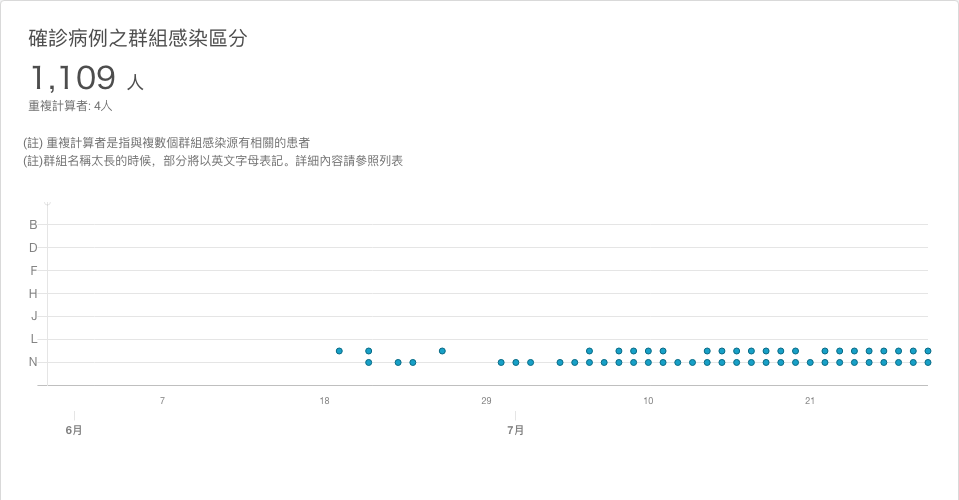 確診病例之群組感染區分
1,109 人
重複計算者: 4人
(註) 重複計算者是指與複數個群組感染源有相關的患者
(註)群組名稱太長的時候，部分將以英文字母表記。詳細內容請參照列表
B
D
F
H
J
L
N
7 18 29 10 21
6月 7月